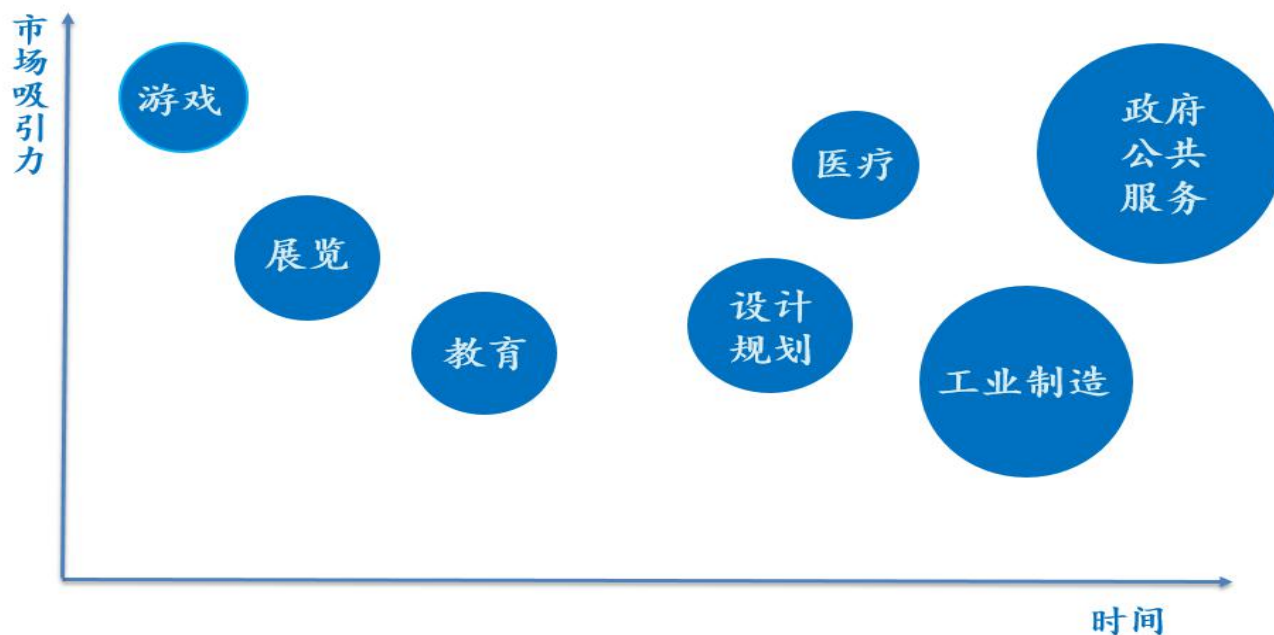 市场吸引力
游戏
展览
教育
医疗
设计
规划
政府
公共
服务
工业制造
时间